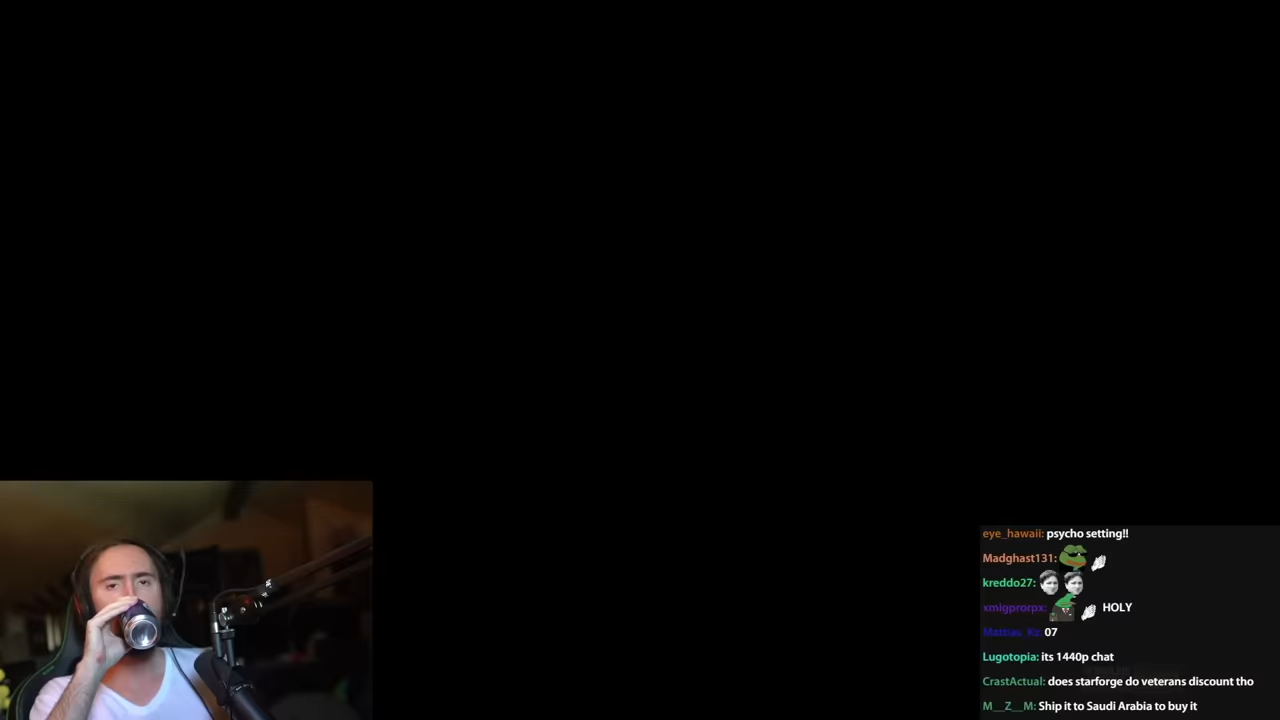 eye_hawaii: psycho setting!!
Madghast131:
kreddo27:
xmlgprorpx: HOLY
07
Lugotopia: its 1440p chat
CrastActual: does starforge do veterans discount tho
M__Z__M: Ship it to Saudi Arabia to buy it